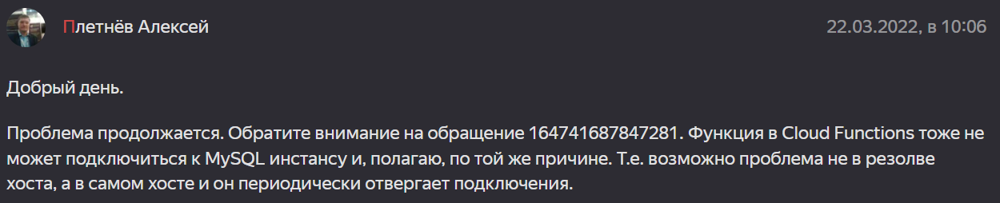 Плетнёв Алексей
22.03.2022, в 10:06
Добрый день.
Проблема продолжается. Обратите внимание на обращение 164741687847281. Функция в Cloud Functions тоже не
может подключиться к MySQL инстансу и, полагаю, по той же причине. Т.е. возможно проблема не в резолве
хоста, а в самом хосте и он периодически отвергает подключения.